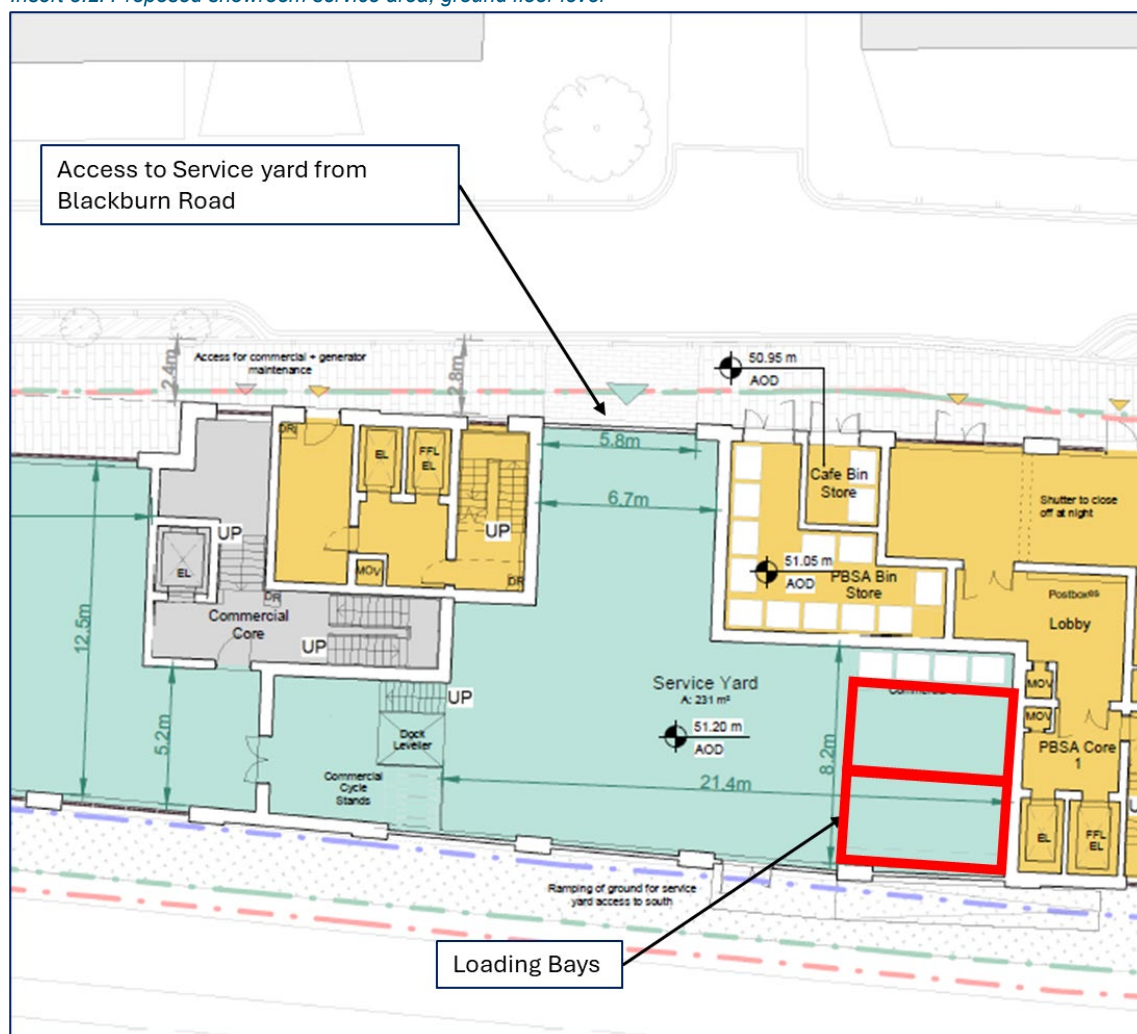 Access to Service yard from
Blackburn Road
Access for commercial + generator
maintenance
2.4m
2.8m
50.95 m
AOD
5.8m
6.7m
DR
EL
FFL
EL
UP
Cafe Bin
Store
Shutter to close
off at night
12.5m
UP
EL
MOV
DR
51.05 m
AOD
PBSA Bin
Store
Postboxes
Lobby
DR
Commercial
Core
UP
5.2m
UP
Dock
Leveller
Commercial
Cycle
Stands
Service Yard
A: 231 m²
51.20 m
AOD
21.4m
8.2m
MOV
MOV
PBSA Core
1
EL
FFL
EL
Ramping of ground for service
yard access to south
Loading Bays